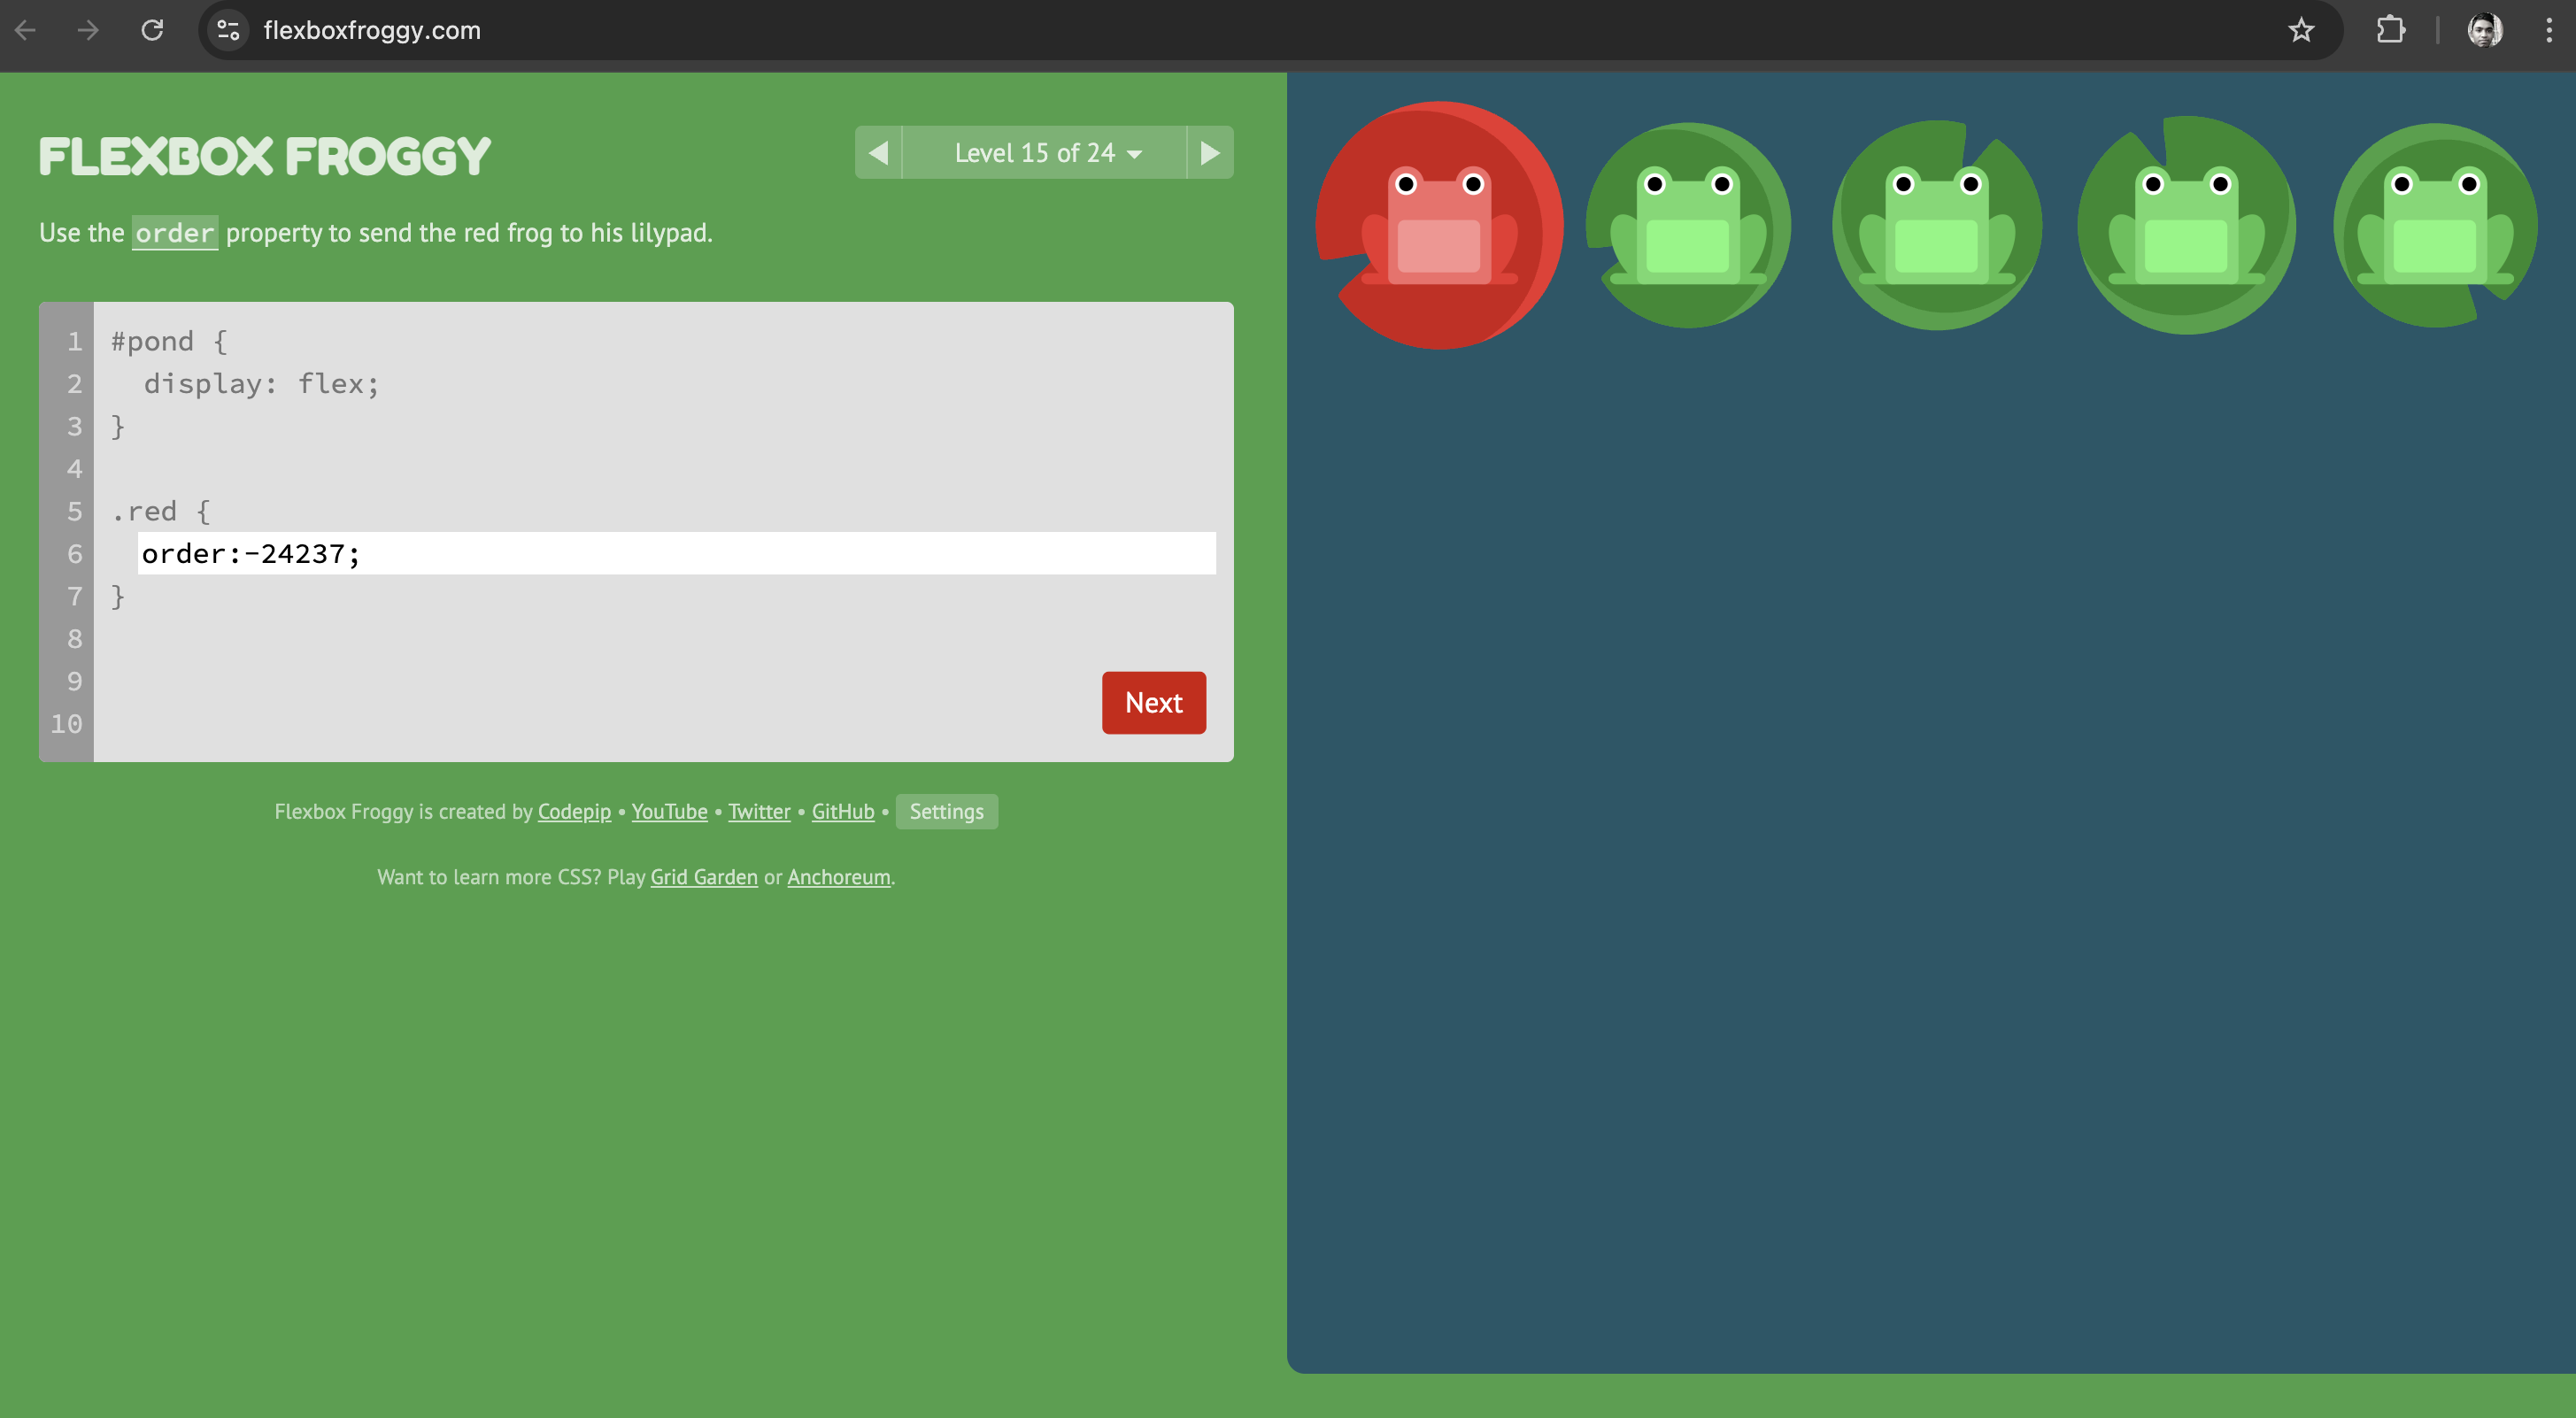 flexboxfroggy.com
FLEXBOX FROGGY
Level 15 of 24
Use the order property to send the red frog to his lilypad.
1 #pond {
2 display: flex;
3 }
4
5 .red {
6 order:-24237;
7 }
8
9
10
Next
Flexbox Froggy is created by Codepip • YouTube • Twitter • GitHub • Settings
Want to learn more CSS? Play Grid Garden or Anchoreum.